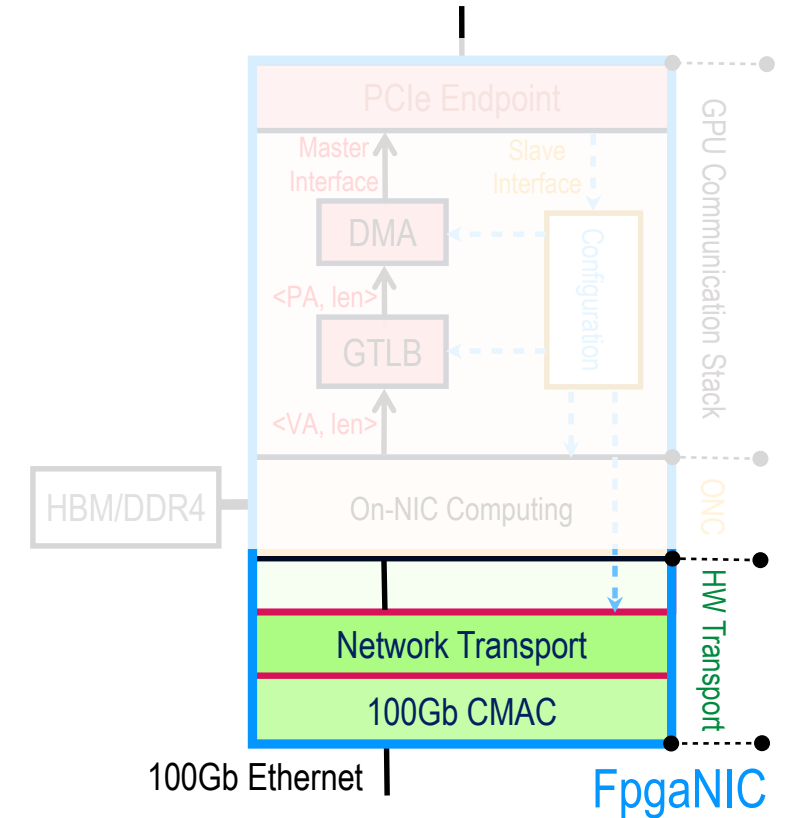 PCIe Endpoint
Master
Interface
Slave
Interface
DMA
Configuration
<PA, len>
GTLB
<VA, len>
GPU Communication Stack
HBM/DDR4
On-NIC Computing
ONC
Network Transport
HW Transport
100Gb CMAC
100Gb Ethernet
FpgaNIC